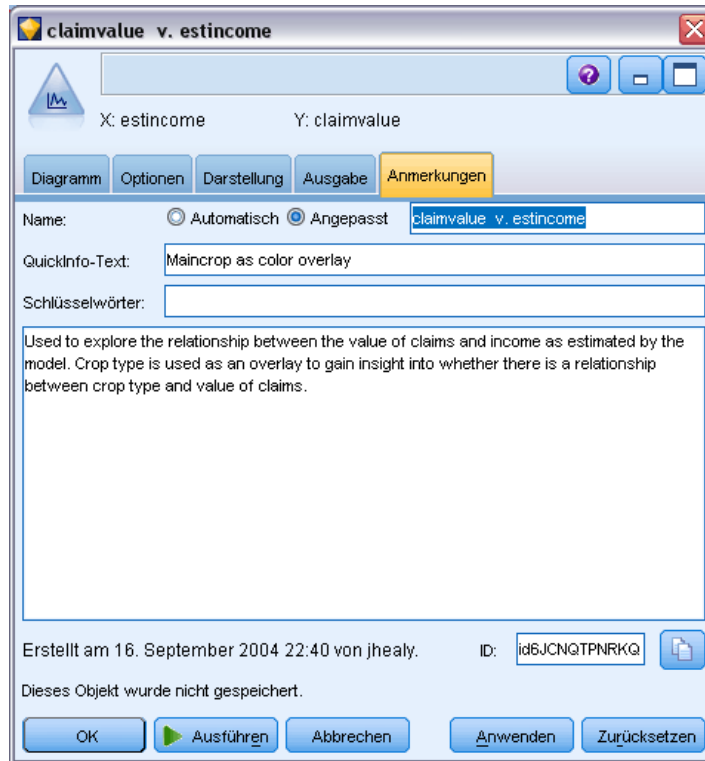 claimvalue v. estincome
X: estincome Y: claimvalue
Diagramm Optionen Darstellung Ausgabe Anmerkungen
Name: Automatisch Angepasst claimvalue v. estincome
QuickInfo-Text: Maincrop as color overlay
Schlüsselwörter:
Used to explore the relationship between the value of claims and income as estimated by the
model. Crop type is used as an overlay to gain insight into whether there is a relationship
between crop type and value of claims.
Erstellt am 16. September 2004 22:40 von jhealy. ID: id6JCNQTPNRKQ
Dieses Objekt wurde nicht gespeichert.
OK Ausführen Abbrechen Anwenden Zurücksetzen